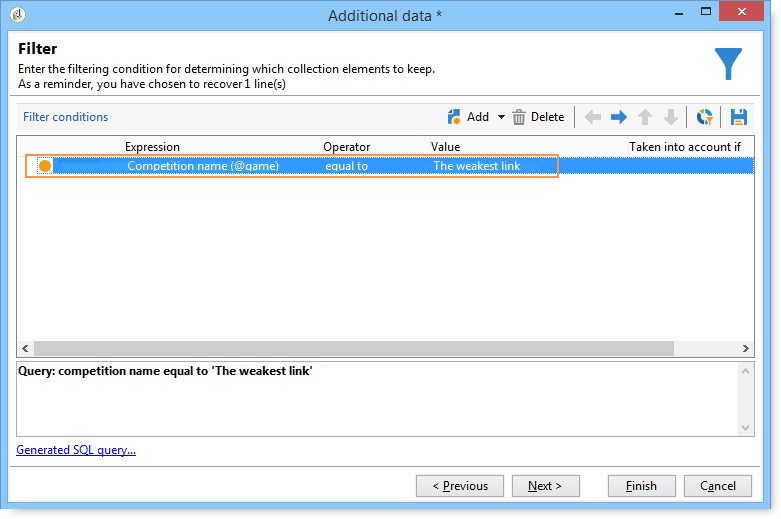 Additional data *
Filter
Enter the filtering condition for determining which collection elements to keep.
As a reminder, you have chosen to recover 1 line(s)
Filter conditions Add Delete
Expression Operator Value Taken into account if
Competition name (@game) equal to The weakest link
Query: competition name equal to 'The weakest link'
Generated SQL query...
< Previous Next > Finish Cancel